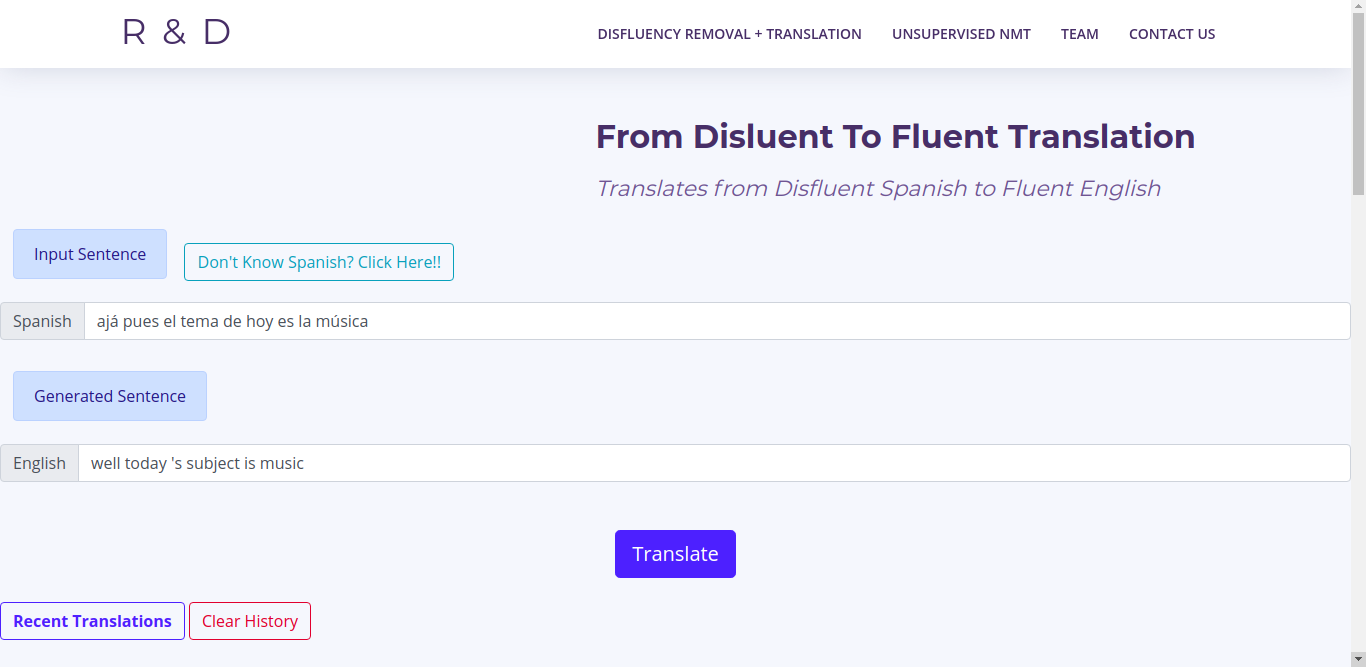 R & D
DISFLUENCY REMOVAL + TRANSLATION UNSUPERVISED NMT TEAM CONTACT US
From Disluent To Fluent Translation
Translates from Disfluent Spanish to Fluent English
Input Sentence Don't Know Spanish? Click Here!!
Spanish ajá pues el tema de hoy es la música
Generated Sentence
English well today 's subject is music
Translate
Recent Translations Clear History